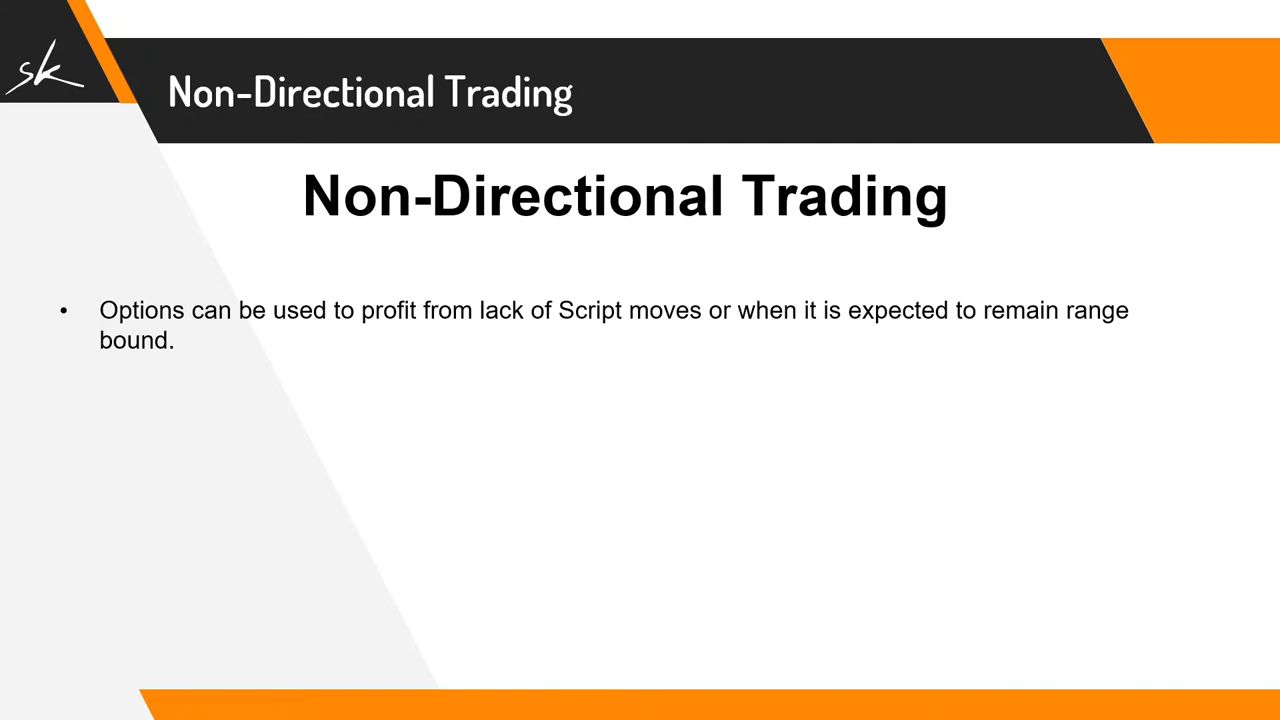 sk
Non-Directional Trading
Non-Directional Trading
• Options can be used to profit from lack of Script moves or when it is expected to remain range
bound.